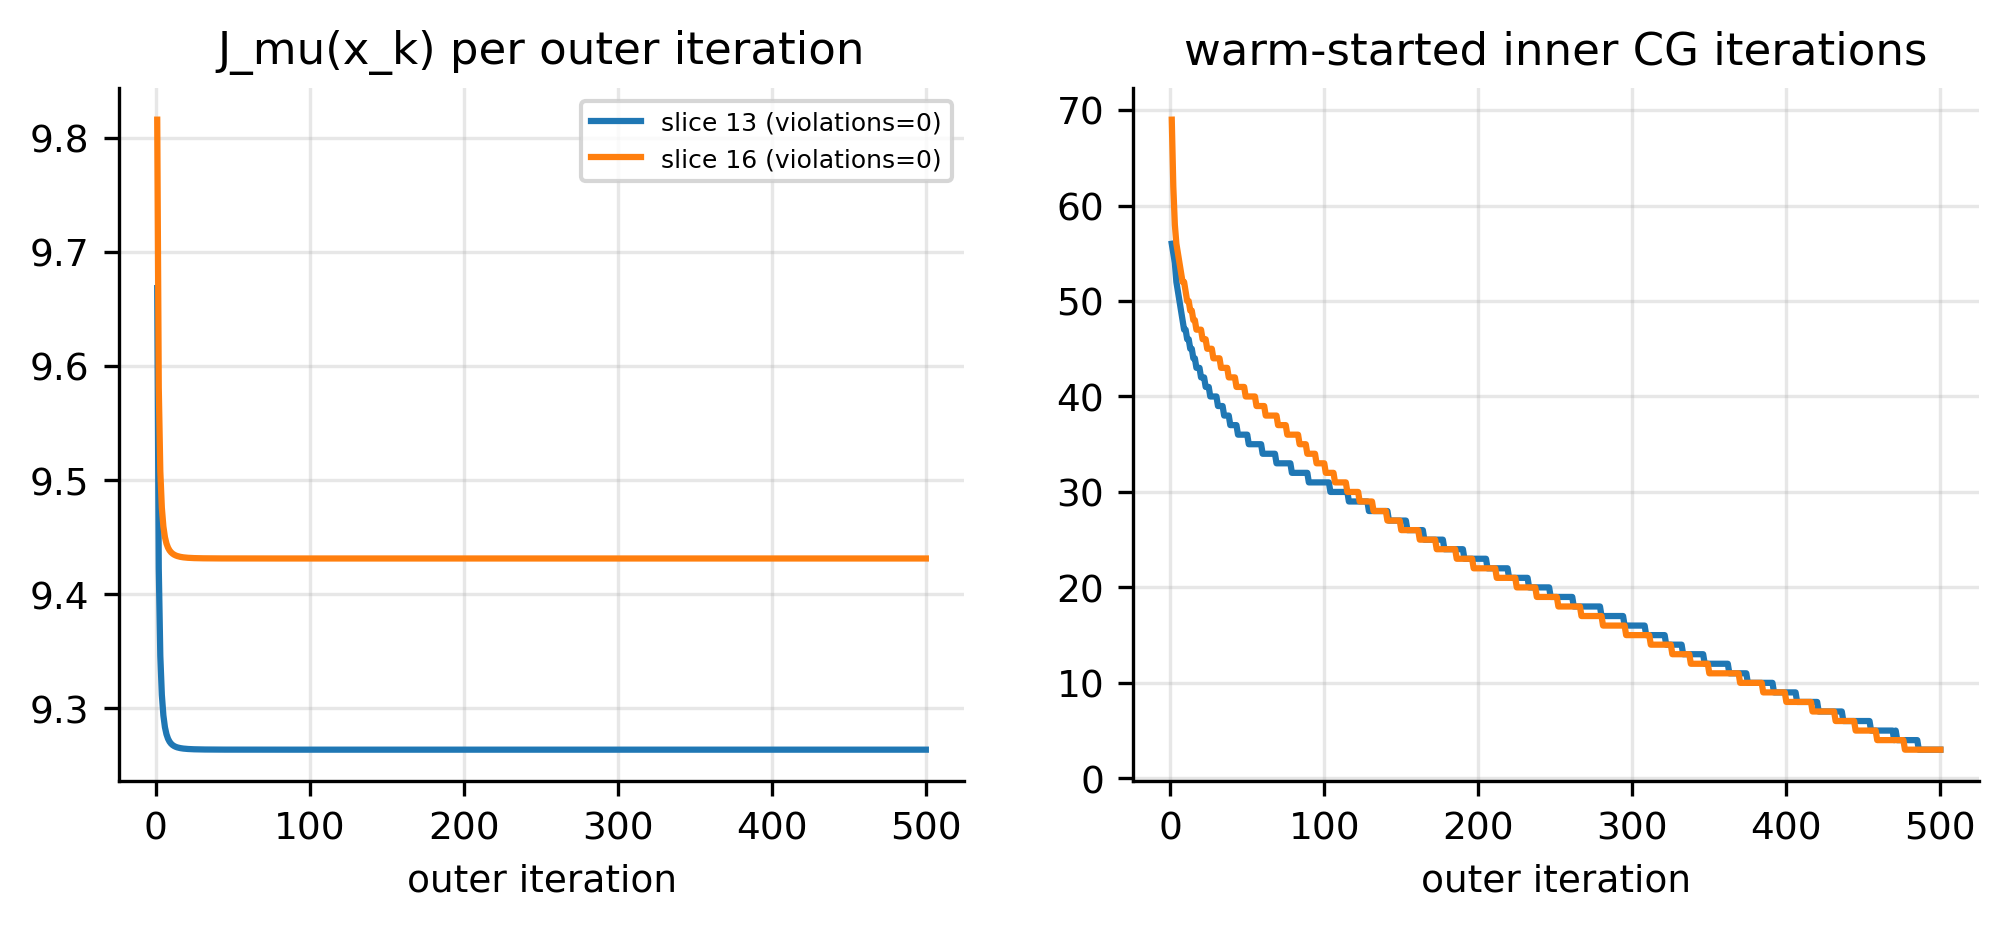 J_mu(x_k) per outer iteration
9.8
9.7
9.6
9.5
9.4
9.3
0 100 200 300 400 500
outer iteration
slice 13 (violations=0)
slice 16 (violations=0)
warm-started inner CG iterations
70
60
50
40
30
20
10
0
0 100 200 300 400 500
outer iteration